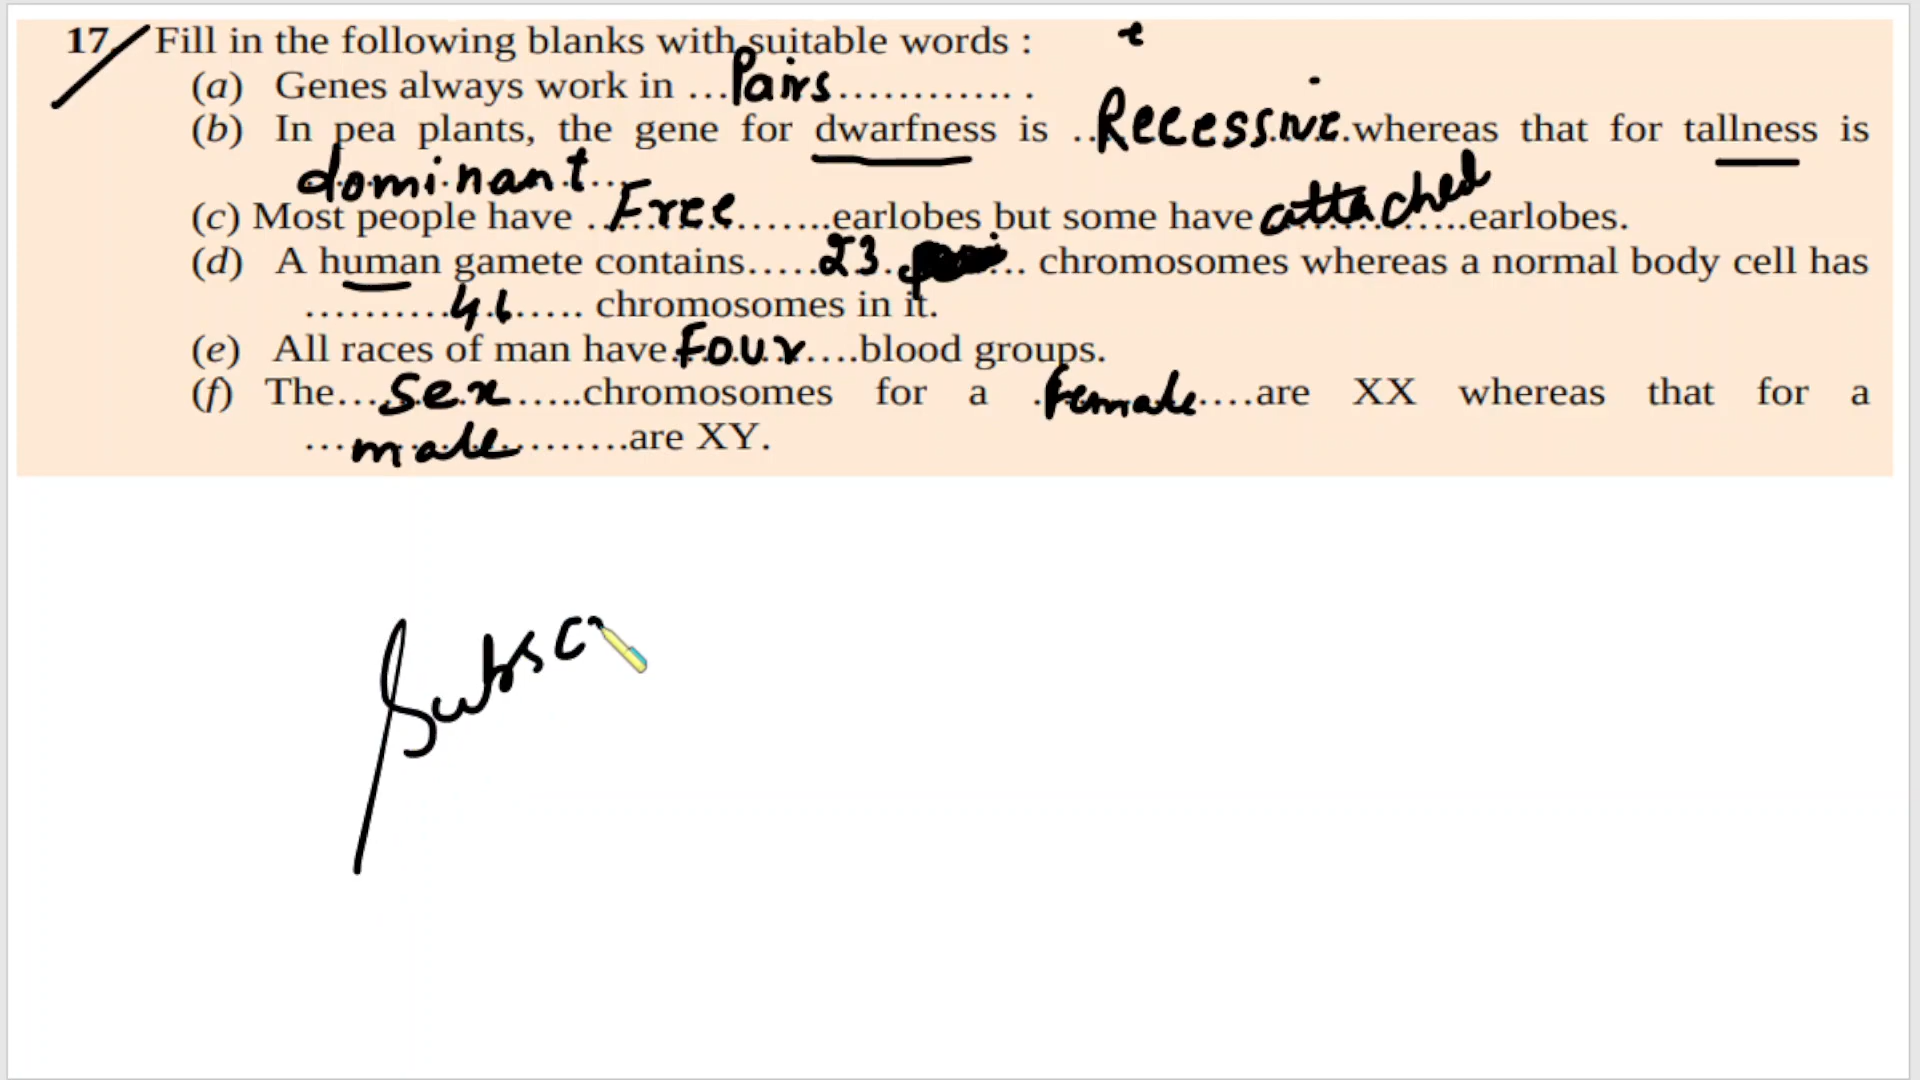 17. Fill in the following blanks with suitable words :
(a) Genes always work in ...Pairs............. .
(b) In pea plants, the gene for dwarfness is ..Recessive.whereas that for tallness is
dominant....
(c) Most people have ...Free........earlobes but some have attached.....earlobes.
(d) A human gamete contains.....23....... chromosomes whereas a normal body cell has
..........46..... chromosomes in it.
(e) All races of man have.Four....blood groups.
(f) The....sex.....chromosomes for a .female....are XX whereas that for a
...male.......are XY.
Subsc